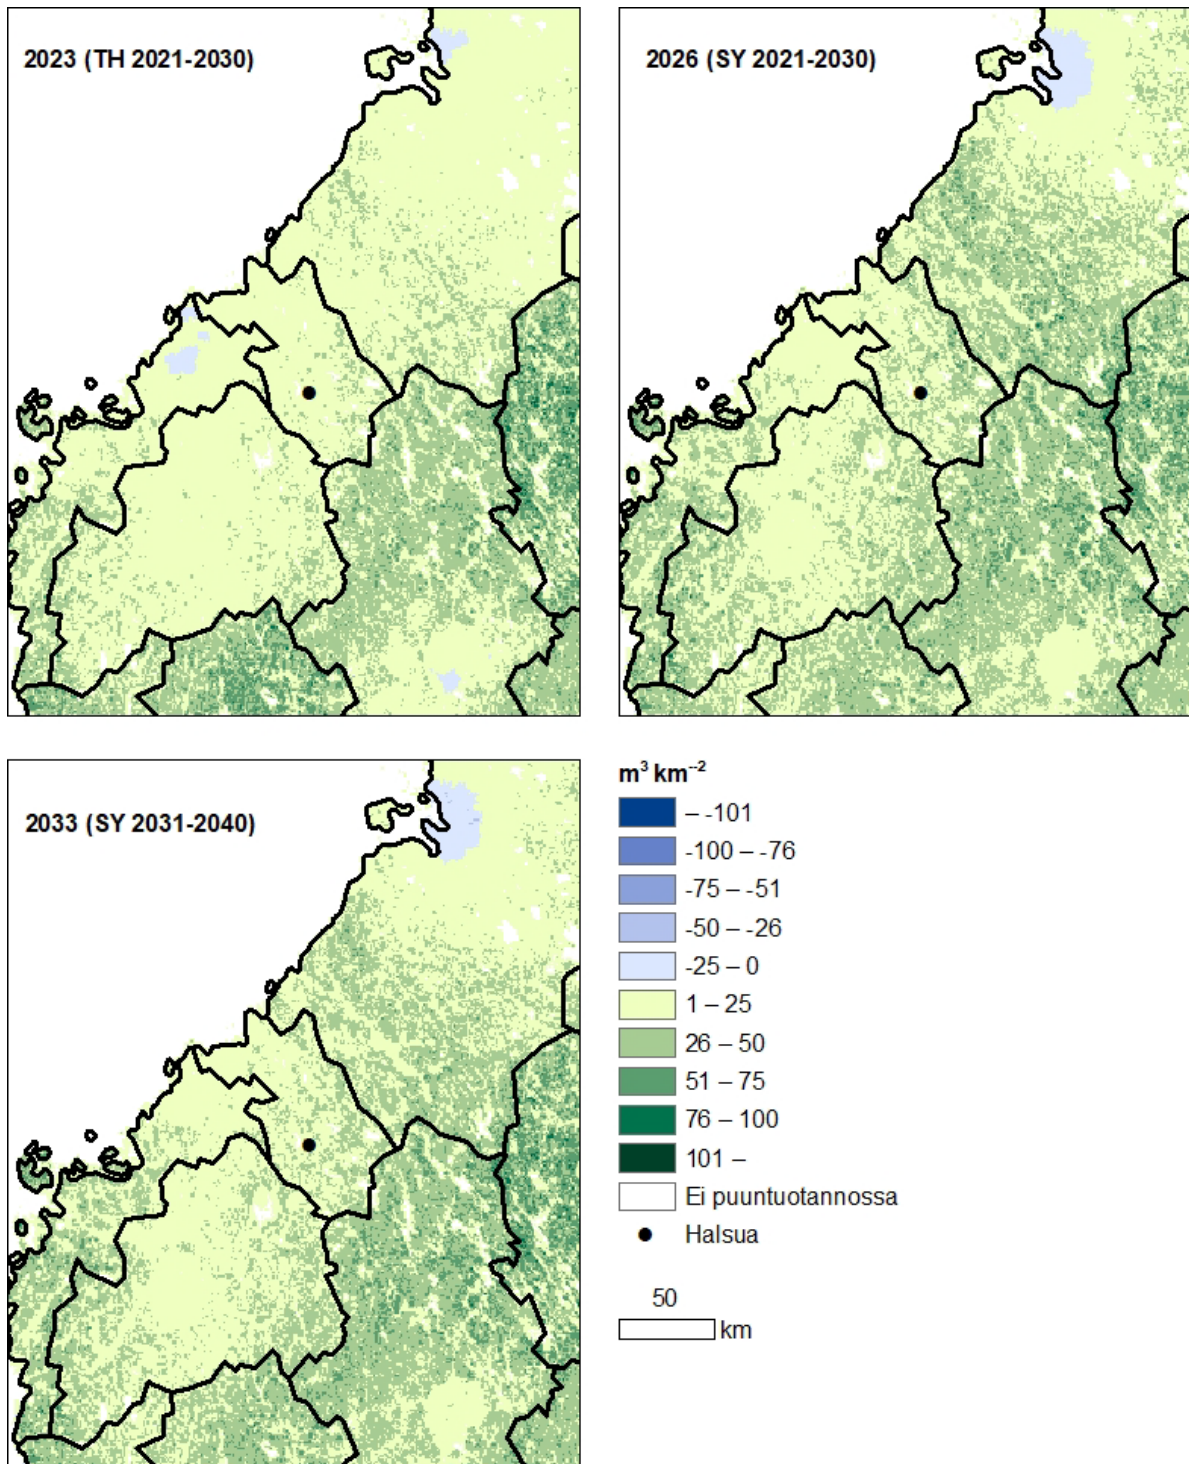 2023 (TH 2021-2030)
2026 (SY 2021-2030)
2033 (SY 2031-2040)
m³ km⁻²
– -101
-100 – -76
-75 – -51
-50 – -26
-25 – 0
1 – 25
26 – 50
51 – 75
76 – 100
101 –
Ei puuntuotannossa
Halsua
50
km